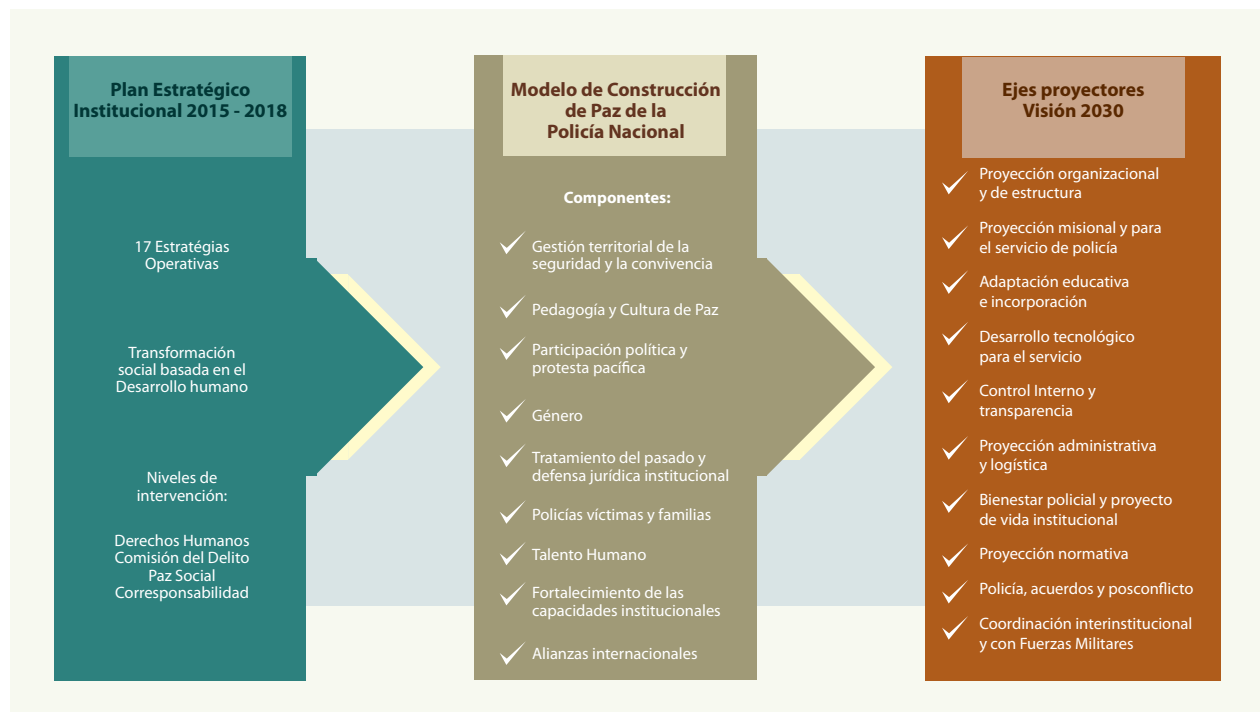 Plan Estratégico
Institucional 2015 - 2018
17 Estratégias
Operativas
Transformación
social basada en el
Desarrollo humano
Niveles de
intervención:
Derechos Humanos
Comisión del Delito
Paz Social
Corresponsabilidad
Modelo de Construcción
de Paz de la
Policía Nacional
Componentes:
Gestión territorial de la
seguridad y la convivencia
Pedagogía y Cultura de Paz
Participación política y
protesta pacífica
Género
Tratamiento del pasado y
defensa jurídica institucional
Policías víctimas y familias
Talento Humano
Fortalecimiento de las
capacidades institucionales
Alianzas internacionales
Ejes proyectores
Visión 2030
Proyección organizacional
y de estructura
Proyección misional y para
el servicio de policía
Adaptación educativa
e incorporación
Desarrollo tecnológico
para el servicio
Control Interno y
transparencia
Proyección administrativa
y logística
Bienestar policial y proyecto
de vida institucional
Proyección normativa
Policía, acuerdos y posconflicto
Coordinación interinstitucional
y con Fuerzas Militares